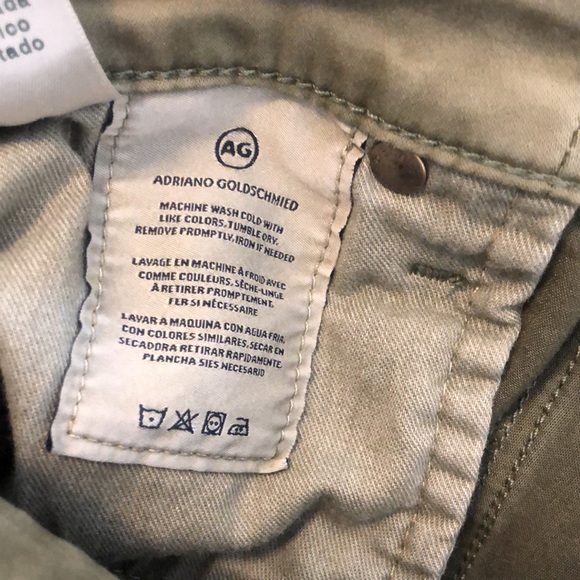 ico
tado
AG
ADRIANO GOLDSCHMIED
MACHINE WASH COLD WITH
LIKE COLORS, TUMBLE DRY.
REMOVE PROMPTLY, IRON IF NEEDED
LAVAGE EN MACHINE À FROID AVEC
COMME COULEURS, SÈCHE-LINGE
À RETIRER PROMPTEMENT.
FER SI NÉCESSAIRE
LAVAR A MAQUINA CON AGUA FRIA
CON COLORES SIMILARES, SECAR EN
SECADORA RETIRAR RAPIDAMENTE.
PLANCHA SIES NECESARIO